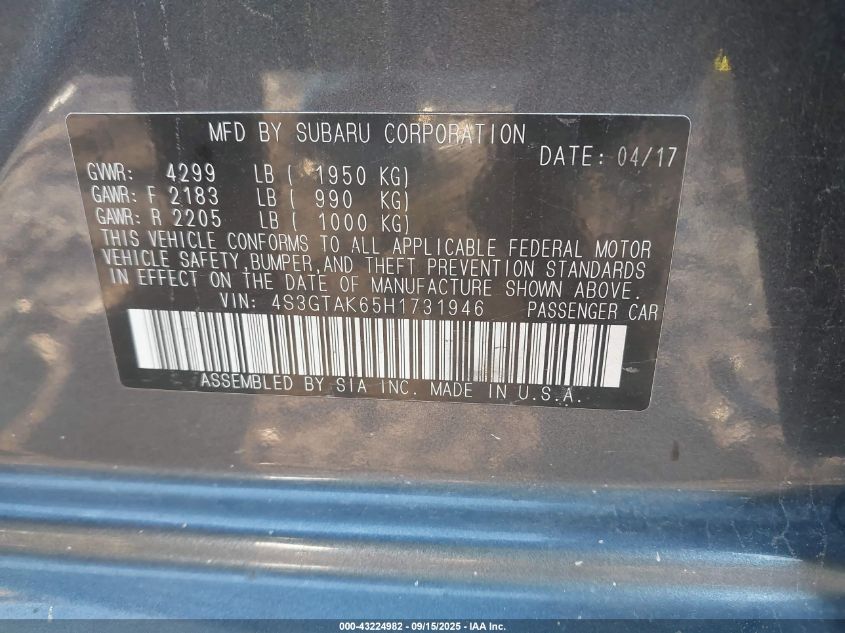 MFD BY SUBARU CORPORATION
DATE: 04/17
GVWR: 4299 LB ( 1950 KG)
GAWR: F 2183 LB ( 990 KG)
GAWR: R 2205 LB ( 1000 KG)
THIS VEHICLE CONFORMS TO ALL APPLICABLE FEDERAL MOTOR
VEHICLE SAFETY,BUMPER,AND THEFT PREVENTION STANDARDS
IN EFFECT ON THE DATE OF MANUFACTURE SHOWN ABOVE.
VIN: 4S3GTAK65H1731946 PASSENGER CAR
ASSEMBLED BY SIA INC. MADE IN U.S.A.
000-43224982 - 09/15/2025 - IAA Inc.